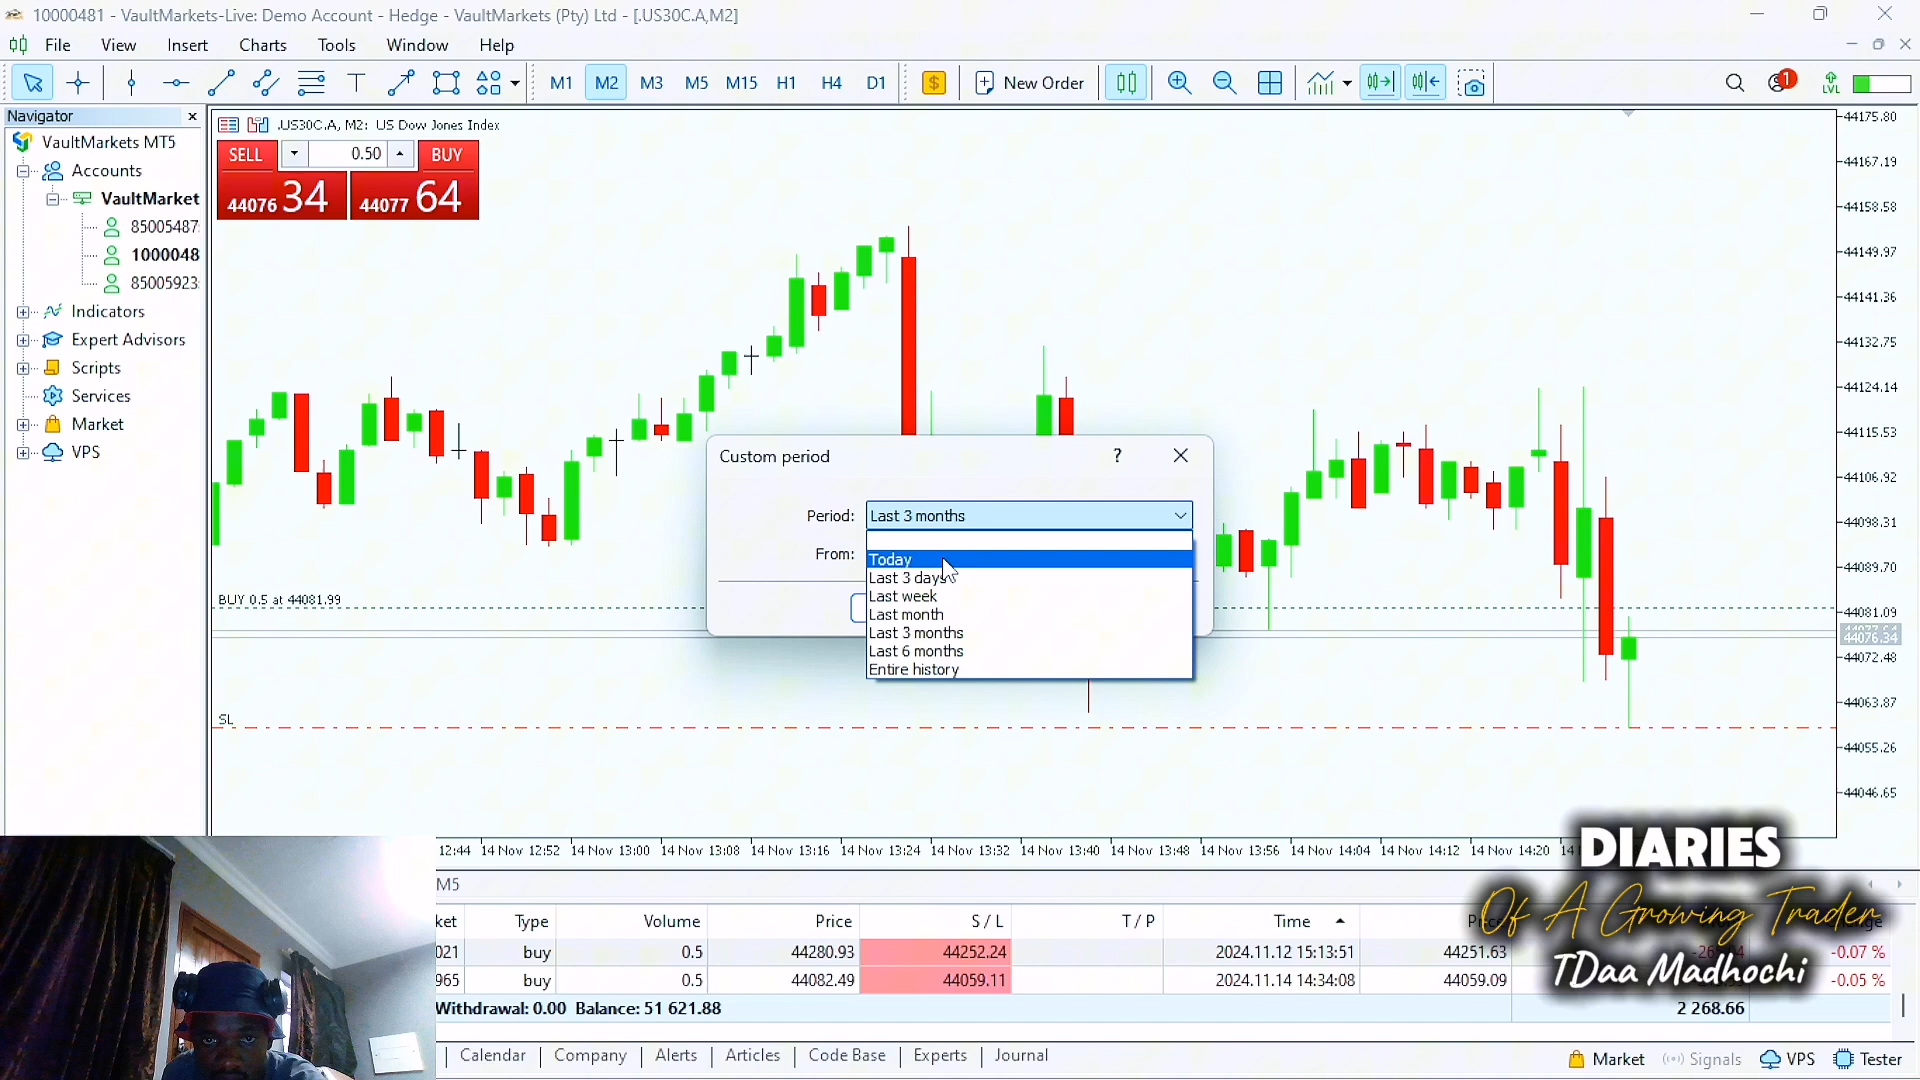 10000481 - VaultMarkets-Live: Demo Account - Hedge - VaultMarkets (Pty) Ltd - [.US30C.A,M2]
File View Insert Charts Tools Window Help
T M1 M2 M3 M5 M15 H1 H4 D1 $ New Order 1 LVL
Navigator
VaultMarkets MT5
Accounts
VaultMarket
85005487
1000048
85005923
Indicators
Expert Advisors
Scripts
Services
Market
VPS
.US30C.A, M2: US Dow Jones Index
SELL 0.50 BUY
44076 34 44077 64
44175.80
44167.19
44158.58
44149.97
44141.36
44132.75
44124.14
44115.53
44106.92
44098.31
44089.70
44081.09
44076.34
44072.48
44063.87
44055.26
44046.65
BUY 0.5 at 44081.99
SL
Custom period ?
Period: Last 3 months
From:
Today
Last 3 days
Last week
Last month
Last 3 months
Last 6 months
Entire history
12:44 14 Nov 12:52 14 Nov 13:00 14 Nov 13:08 14 Nov 13:16 14 Nov 13:24 14 Nov 13:32 14 Nov 13:40 14 Nov 13:48 14 Nov 13:56 14 Nov 14:04 14 Nov 14:12 14 Nov 14:20 14
M5
ket Type Volume Price S / L T / P Time
021 buy 0.5 44280.93 44252.24 2024.11.12 15:13:51 44251.63 -0.07 %
965 buy 0.5 44082.49 44059.11 2024.11.14 14:34:08 44059.09 -0.05 %
Withdrawal: 0.00 Balance: 51 621.88 2 268.66
Calendar Company Alerts Articles Code Base Experts Journal
Market Signals VPS Tester
DIARIES
Of A Growing Trader
TDaa Madhochi